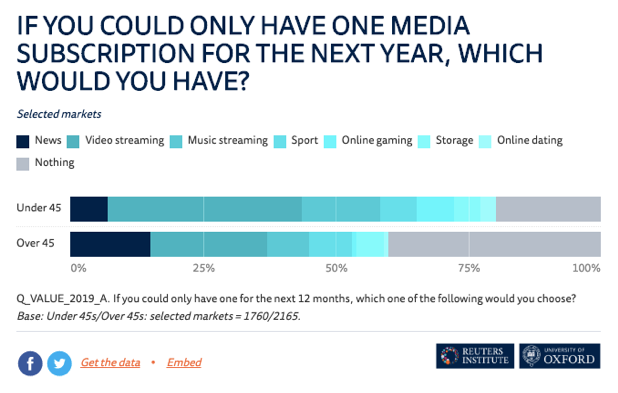 IF YOU COULD ONLY HAVE ONE MEDIA
SUBSCRIPTION FOR THE NEXT YEAR, WHICH
WOULD YOU HAVE?
Selected markets
News Video streaming Music streaming Sport Online gaming Storage Online dating
Nothing
Under 45
Over 45
0% 25% 50% 75% 100%
Q_VALUE_2019_A. If you could only have one for the next 12 months, which one of the following would you choose?
Base: Under 45s/Over 45s: selected markets = 1760/2165.
f Get the data • Embed
REUTERS
INSTITUTE
UNIVERSITY OF
OXFORD